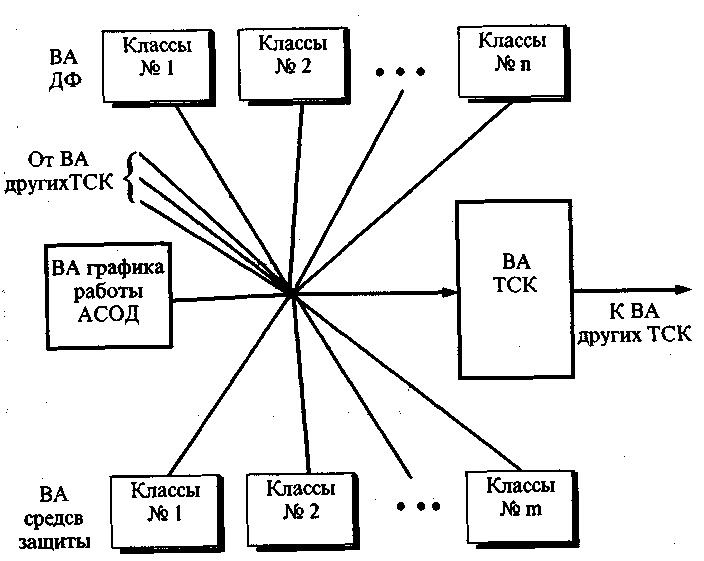 ВА
ДФ
Классы
№ 1
Классы
№ 2
• • •
Классы
№ n
От ВА
другихТСК
ВА графика
работы
АСОД
ВА
ТСК
К ВА
других ТСК
ВА
средсв
защиты
Классы
№ 1
Классы
№ 2
• • •
Классы
№ m